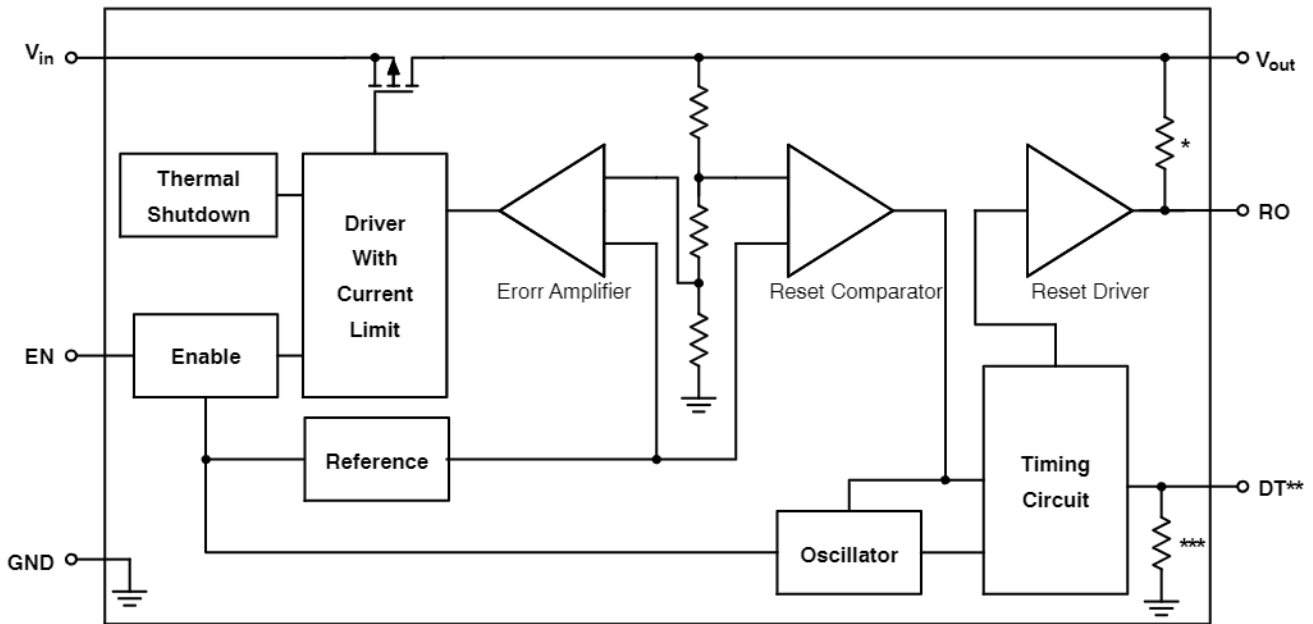 Vin
Vout
*
Thermal
Shutdown
Driver
With
Current
Limit
RO
Erorr Amplifier
Reset Comparator
Reset Driver
EN
Enable
Reference
Timing
Circuit
DT**
Oscillator
***
GND